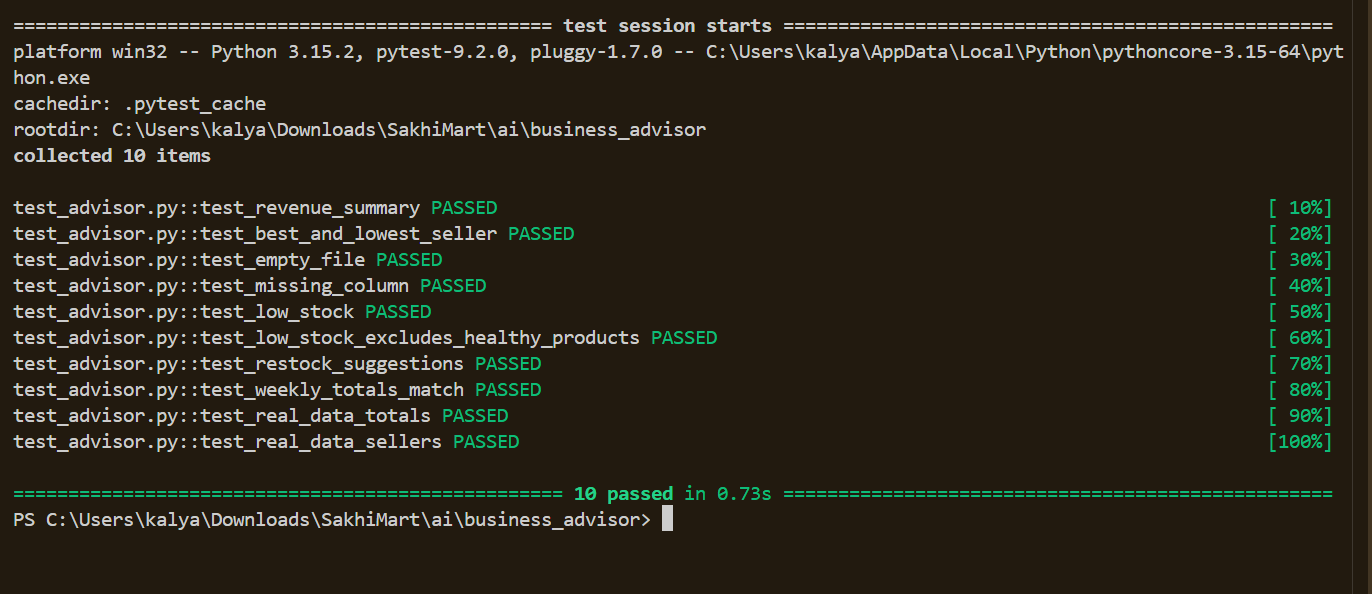 ================================================= test session starts ==================================================
platform win32 -- Python 3.15.2, pytest-9.2.0, pluggy-1.7.0 -- C:\Users\kalya\AppData\Local\Python\pythoncore-3.15-64\pyt
hon.exe
cachedir: .pytest_cache
rootdir: C:\Users\kalya\Downloads\SakhiMart\ai\business_advisor
collected 10 items
test_advisor.py::test_revenue_summary PASSED [ 10%]
test_advisor.py::test_best_and_lowest_seller PASSED [ 20%]
test_advisor.py::test_empty_file PASSED [ 30%]
test_advisor.py::test_missing_column PASSED [ 40%]
test_advisor.py::test_low_stock PASSED [ 50%]
test_advisor.py::test_low_stock_excludes_healthy_products PASSED [ 60%]
test_advisor.py::test_restock_suggestions PASSED [ 70%]
test_advisor.py::test_weekly_totals_match PASSED [ 80%]
test_advisor.py::test_real_data_totals PASSED [ 90%]
test_advisor.py::test_real_data_sellers PASSED [100%]
================================================== 10 passed in 0.73s ==================================================
PS C:\Users\kalya\Downloads\SakhiMart\ai\business_advisor>